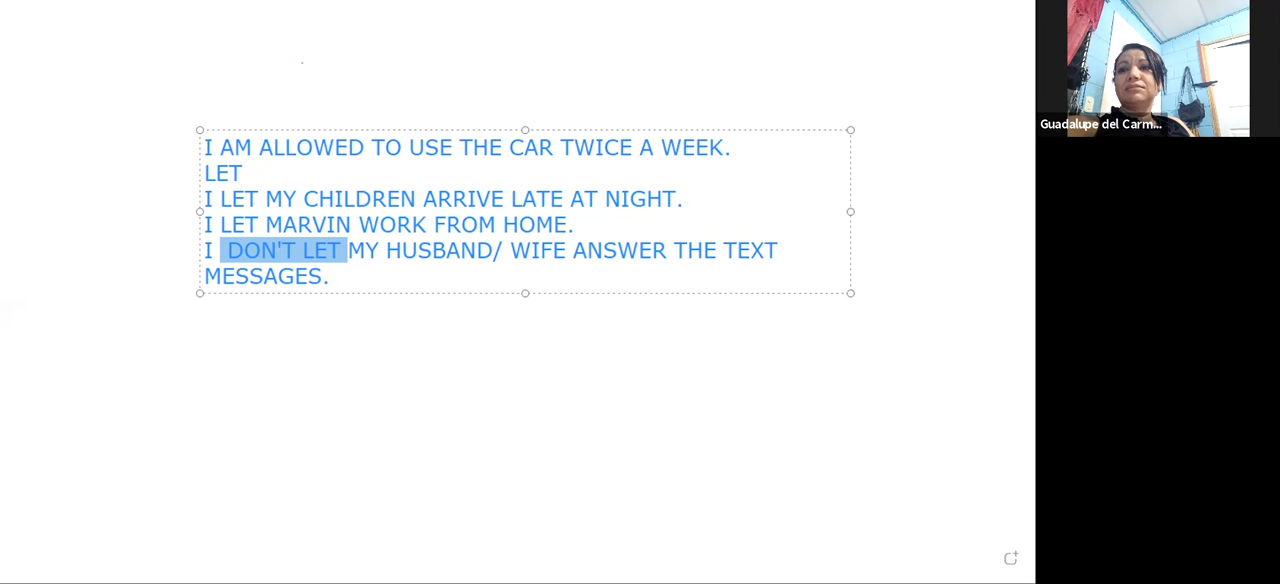 I AM ALLOWED TO USE THE CAR TWICE A WEEK.
LET
I LET MY CHILDREN ARRIVE LATE AT NIGHT.
I LET MARVIN WORK FROM HOME.
I DON'T LET MY HUSBAND/ WIFE ANSWER THE TEXT
MESSAGES.
Guadalupe del Carm...